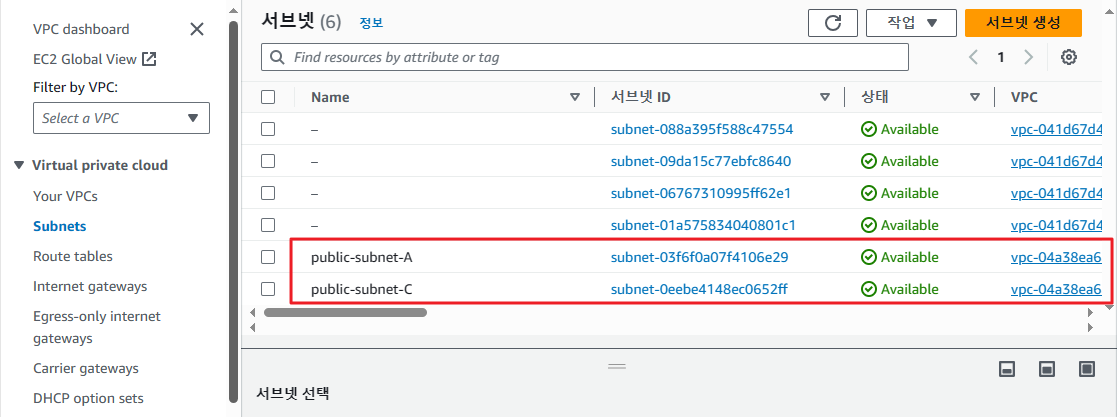 VPC dashboard
EC2 Global View
Filter by VPC:
Select a VPC
Virtual private cloud
Your VPCs
Subnets
Route tables
Internet gateways
Egress-only internet
gateways
Carrier gateways
DHCP option sets
서브넷 (6) 정보
작업
서브넷 생성
Find resources by attribute or tag
1
Name 서브넷 ID 상태 VPC
– subnet-088a395f588c47554 Available vpc-041d67d4
– subnet-09da15c77ebfc8640 Available vpc-041d67d4
– subnet-06767310995ff62e1 Available vpc-041d67d4
– subnet-01a575834040801c1 Available vpc-041d67d4
public-subnet-A subnet-03f6f0a07f4106e29 Available vpc-04a38ea6
public-subnet-C subnet-0eebe4148ec0652ff Available vpc-04a38ea6
서브넷 선택